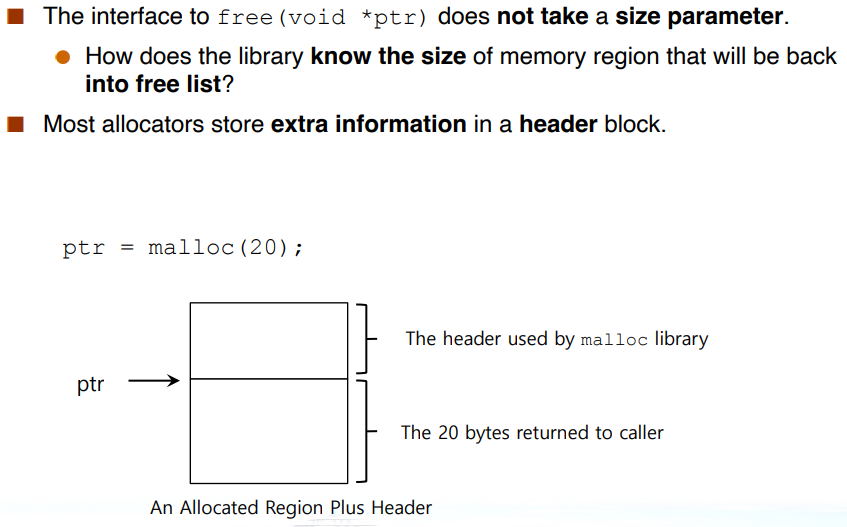 The interface to free(void *ptr) does not take a size parameter.
How does the library know the size of memory region that will be back
into free list?
Most allocators store extra information in a header block.
ptr = malloc(20);
The header used by malloc library
ptr
The 20 bytes returned to caller
An Allocated Region Plus Header